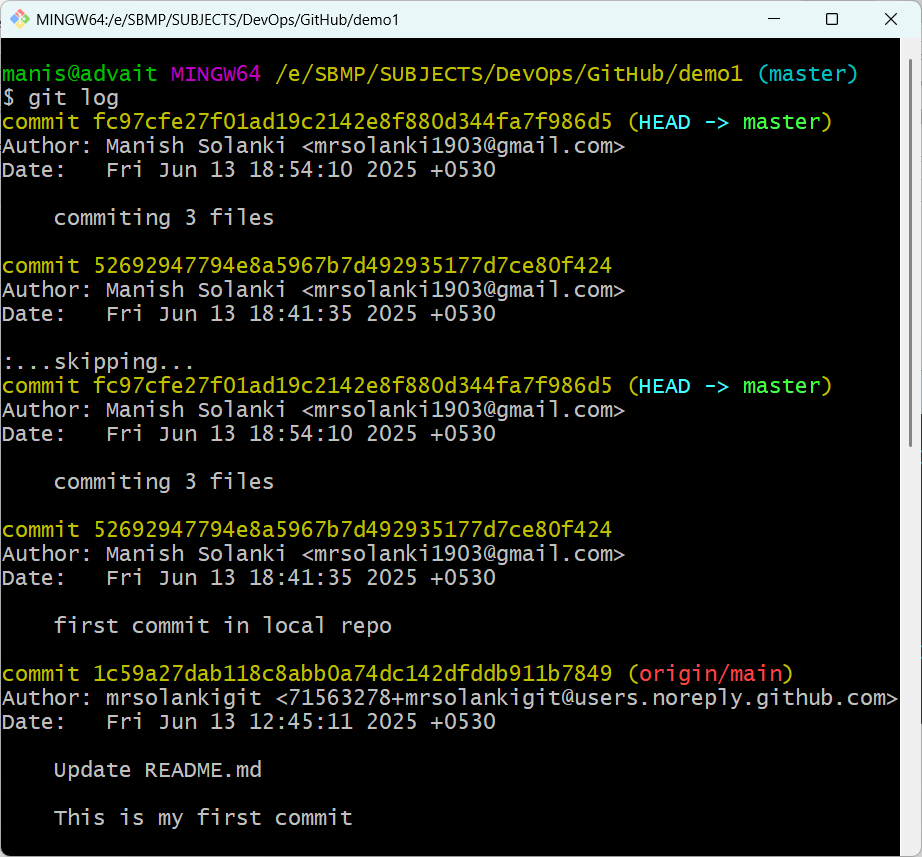 MINGW64:/e/SBMP/SUBJECTS/DevOps/GitHub/demo1
manis@advait MINGW64 /e/SBMP/SUBJECTS/DevOps/GitHub/demo1 (master)
$ git log
commit fc97cfe27f01ad19c2142e8f880d344fa7f986d5 (HEAD -> master)
Author: Manish Solanki <mrsolanki1903@gmail.com>
Date:   Fri Jun 13 18:54:10 2025 +0530
    commiting 3 files
commit 52692947794e8a5967b7d492935177d7ce80f424
Author: Manish Solanki <mrsolanki1903@gmail.com>
Date:   Fri Jun 13 18:41:35 2025 +0530
:...skipping...
commit fc97cfe27f01ad19c2142e8f880d344fa7f986d5 (HEAD -> master)
Author: Manish Solanki <mrsolanki1903@gmail.com>
Date:   Fri Jun 13 18:54:10 2025 +0530
    commiting 3 files
commit 52692947794e8a5967b7d492935177d7ce80f424
Author: Manish Solanki <mrsolanki1903@gmail.com>
Date:   Fri Jun 13 18:41:35 2025 +0530
    first commit in local repo
commit 1c59a27dab118c8abb0a74dc142dfddb911b7849 (origin/main)
Author: mrsolankigit <71563278+mrsolankigit@users.noreply.github.com>
Date:   Fri Jun 13 12:45:11 2025 +0530
    Update README.md
    This is my first commit